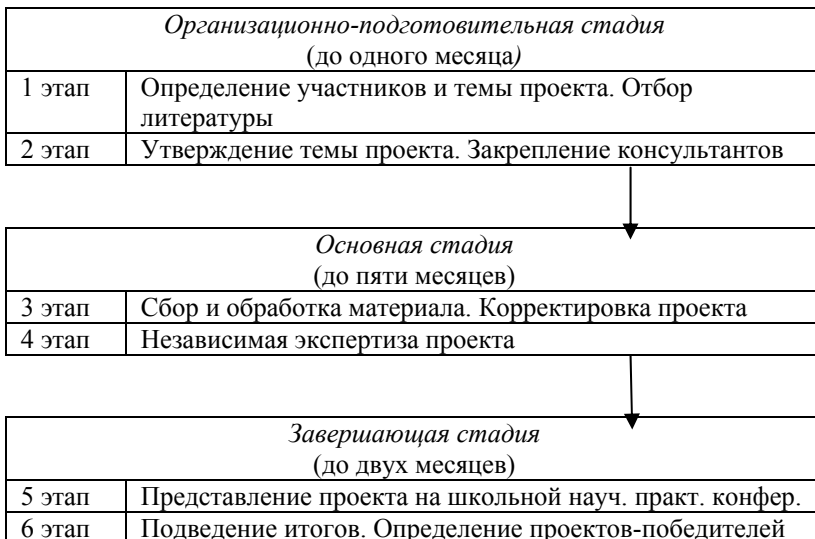 Организационно-подготовительная стадия
(до одного месяца)
1 этап Определение участников и темы проекта. Отбор
литературы
2 этап Утверждение темы проекта. Закрепление консультантов
Основная стадия
(до пяти месяцев)
3 этап Сбор и обработка материала. Корректировка проекта
4 этап Независимая экспертиза проекта
Завершающая стадия
(до двух месяцев)
5 этап Представление проекта на школьной науч. практ. конфер.
6 этап Подведение итогов. Определение проектов-победителей